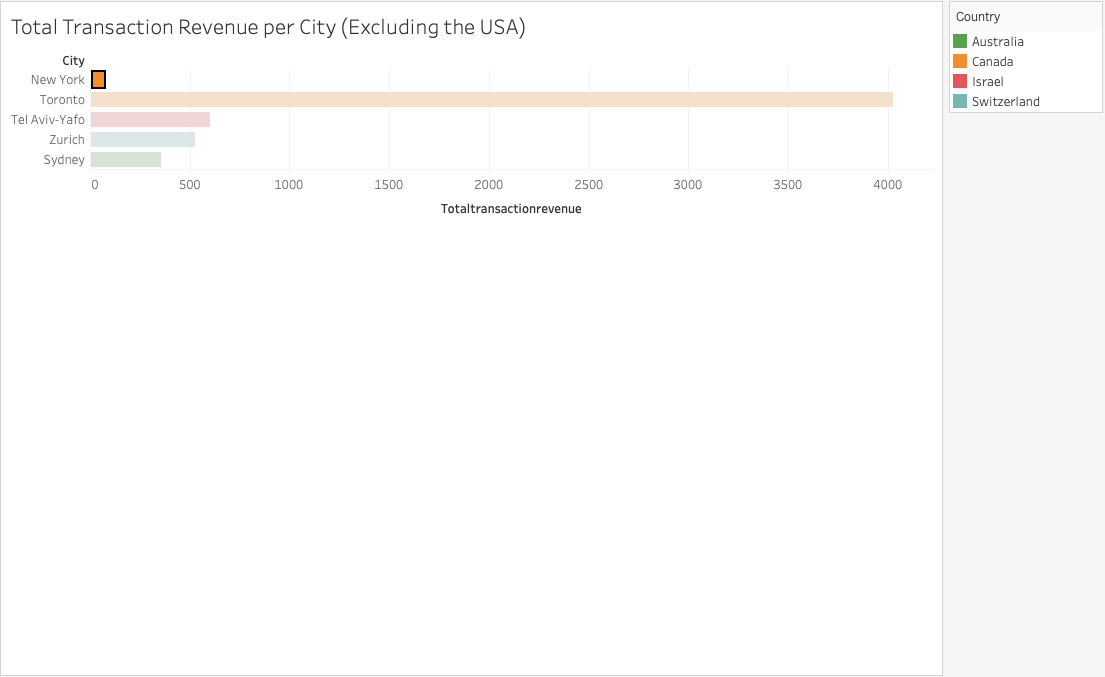 Total Transaction Revenue per City (Excluding the USA)
City
New York
Toronto
Tel Aviv-Yafo
Zurich
Sydney
0 500 1000 1500 2000 2500 3000 3500 4000
Totaltransactionrevenue
Country
Australia
Canada
Israel
Switzerland